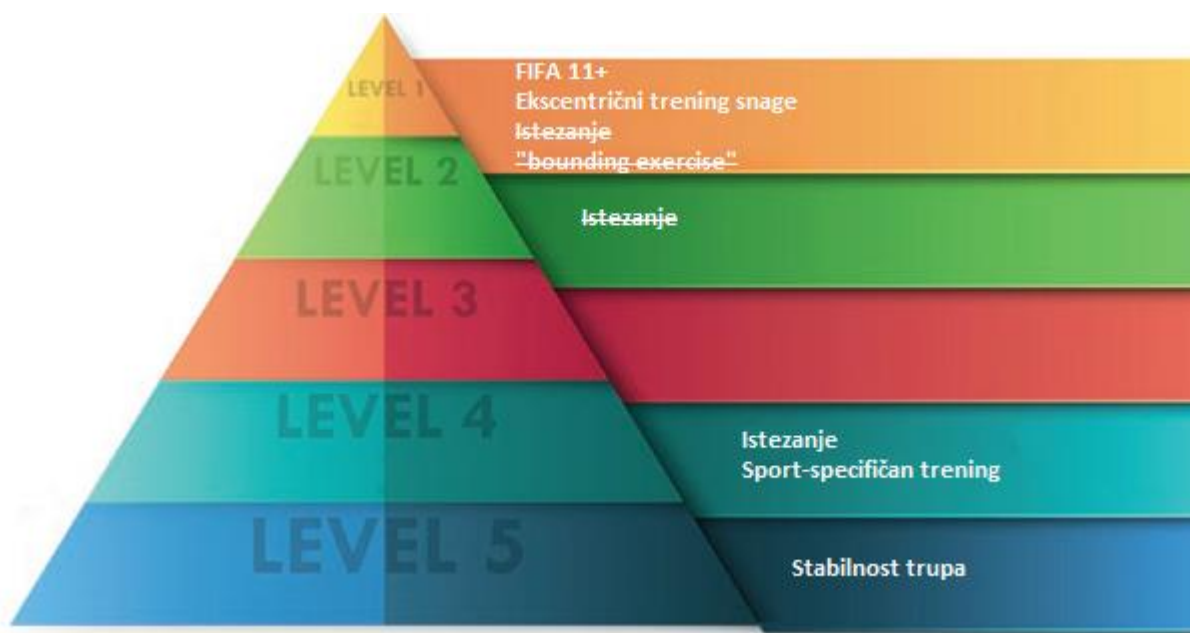 LEVEL 1
FIFA 11+
Ekscentrični trening snage
Istezanje
"bounding exercise"
LEVEL 2
Istezanje
LEVEL 3
LEVEL 4
Istezanje
Sport-specifičan trening
LEVEL 5
Stabilnost trupa